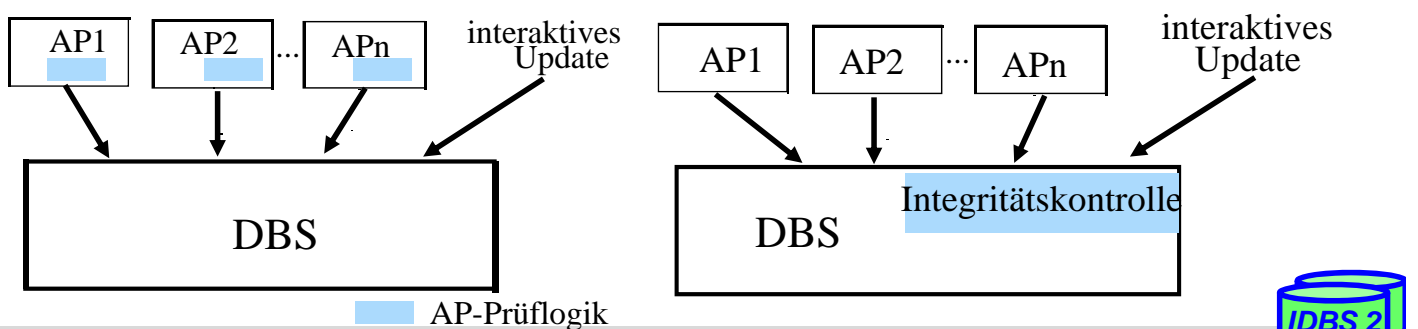 AP1
AP2
...
APn
interaktives
Update
DBS
AP-Prüflogik
AP1
AP2
...
APn
interaktives
Update
Integritätskontrolle
DBS
IDBS 2